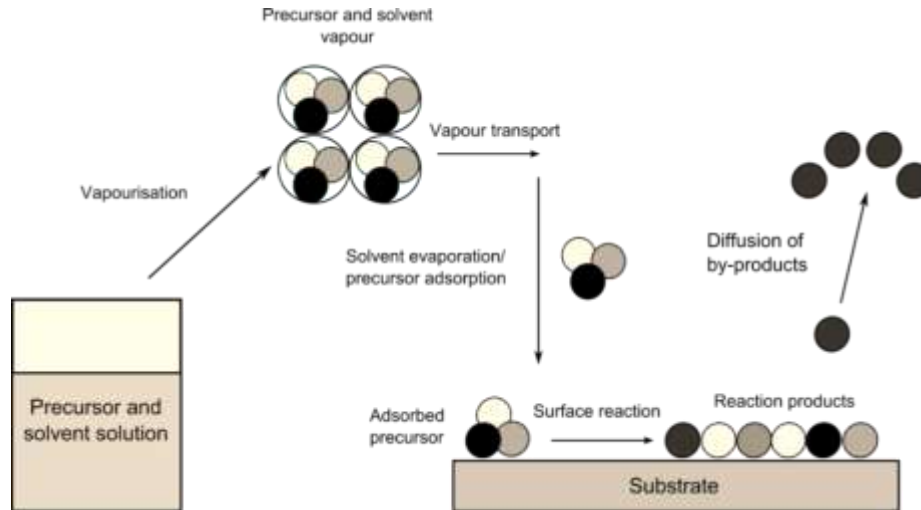 Precursor and solvent
vapour
Vapour transport
Vapourisation
Solvent evaporation/
precursor adsorption
Diffusion of
by-products
Precursor and
solvent solution
Adsorbed
precursor
Surface reaction
Reaction products
Substrate